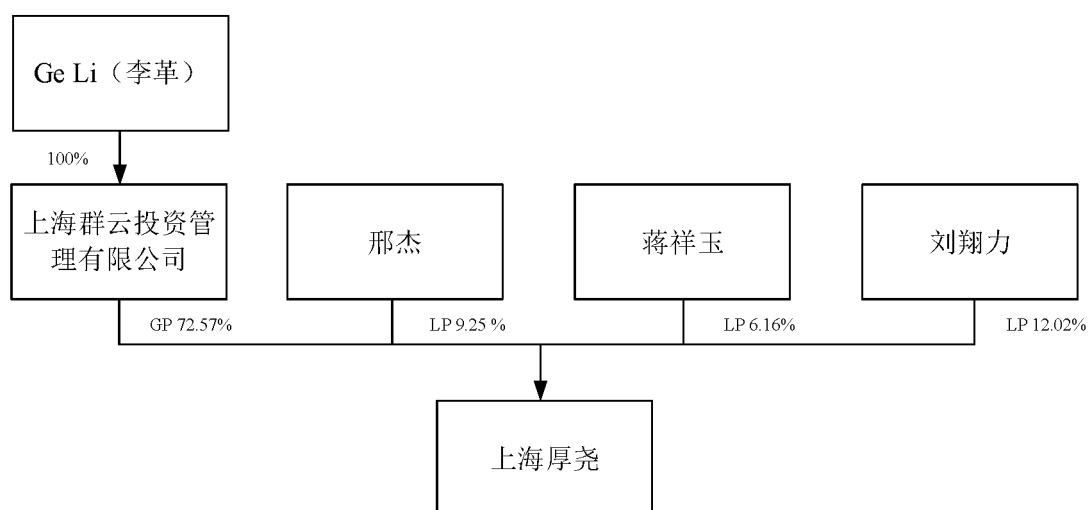 Ge Li（李革）
100%
上海群云投资管
理有限公司
邢杰
蒋祥玉
刘翔力
GP 72.57%
LP 9.25 %
LP 6.16%
LP 12.02%
上海厚尧